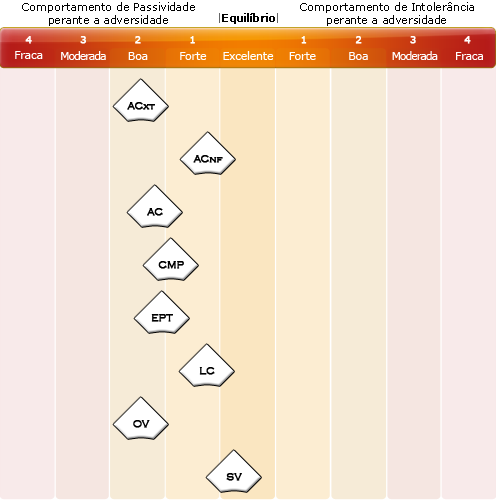 Comportamento de Passividade
perante a adversidade
|Equilíbrio|
Comportamento de Intolerância
perante a adversidade
4 3 2 1 1 2 3 4
Fraca Moderada Boa Forte Excelente Forte Boa Moderada Fraca
ACXT
ACNF
AC
CMP
EPT
LC
OV
SV